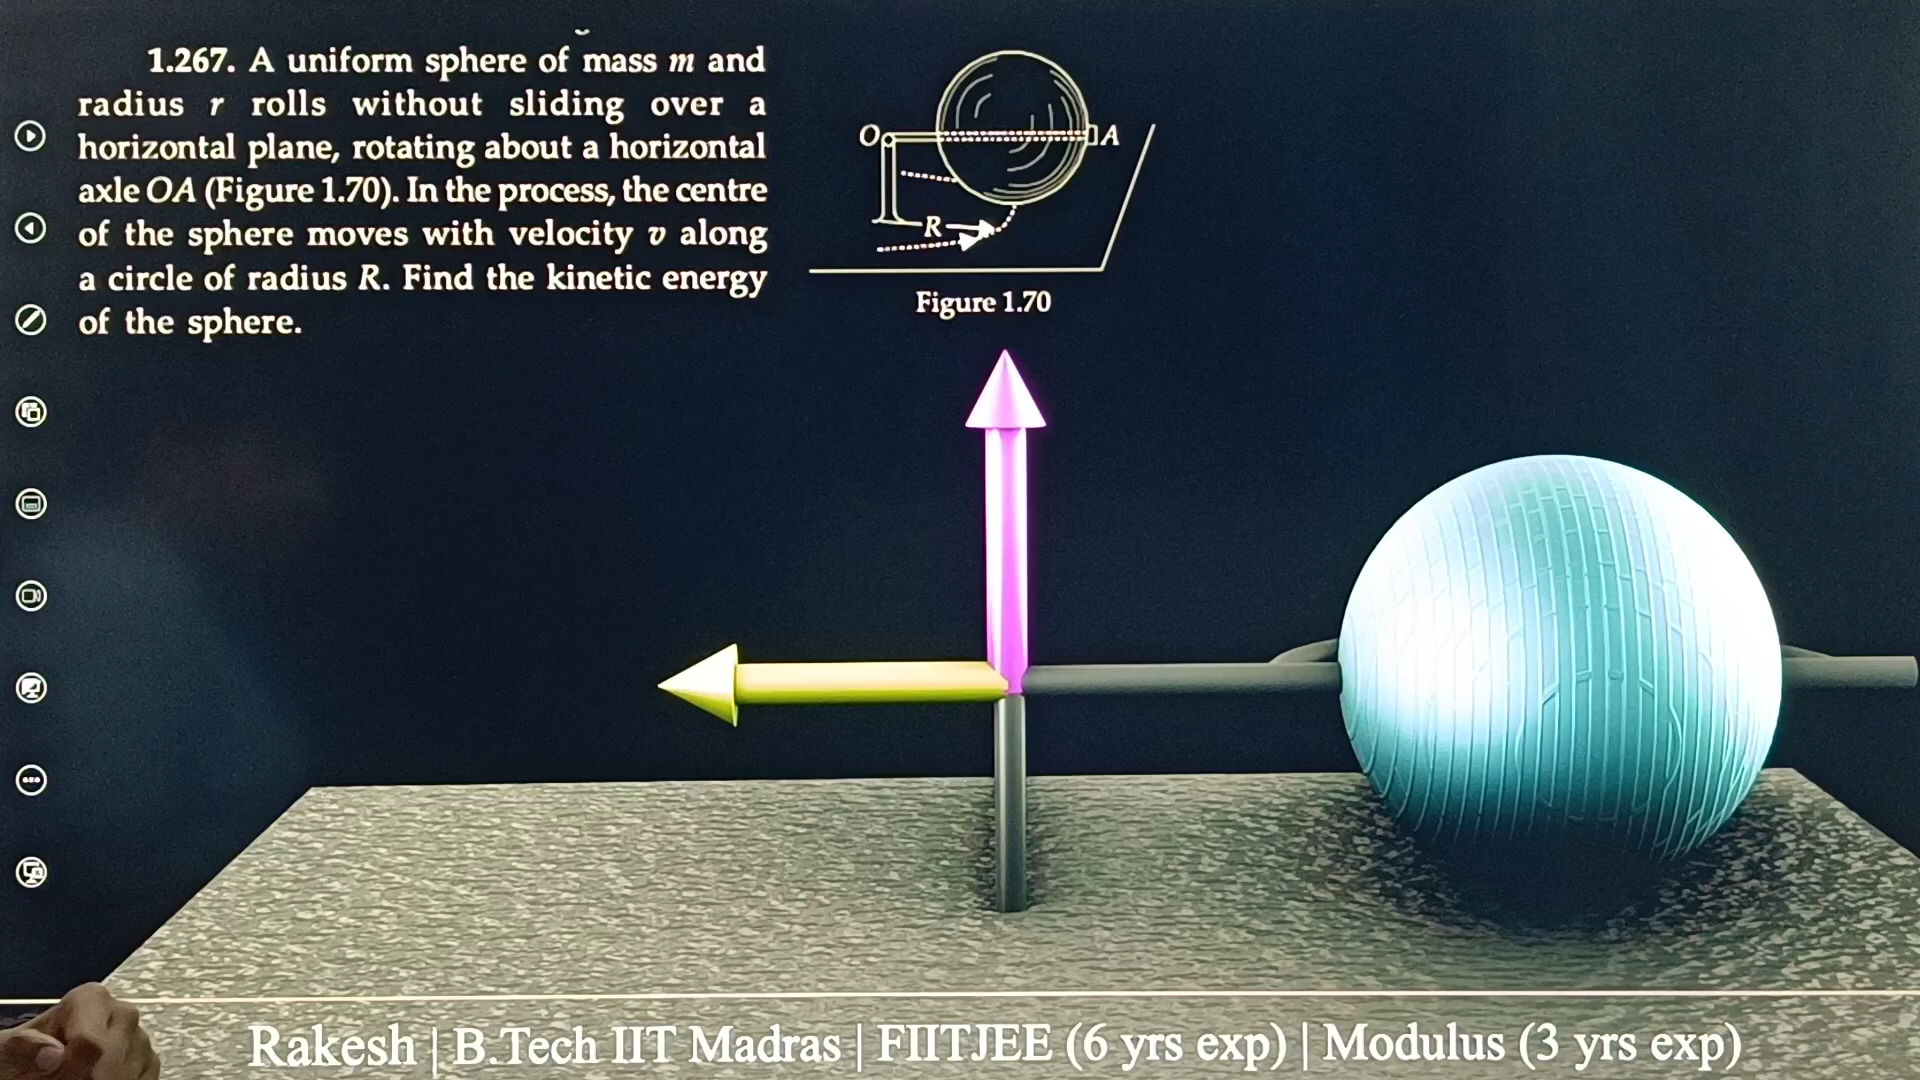 1.267. A uniform sphere of mass m and
radius r rolls without sliding over a
horizontal plane, rotating about a horizontal
axle OA (Figure 1.70). In the process, the centre
of the sphere moves with velocity v along
a circle of radius R. Find the kinetic energy
of the sphere.
O
A
R
Figure 1.70
Rakesh | B.Tech IIT Madras | FIITJEE (6 yrs exp) | Modulus (3 yrs exp)